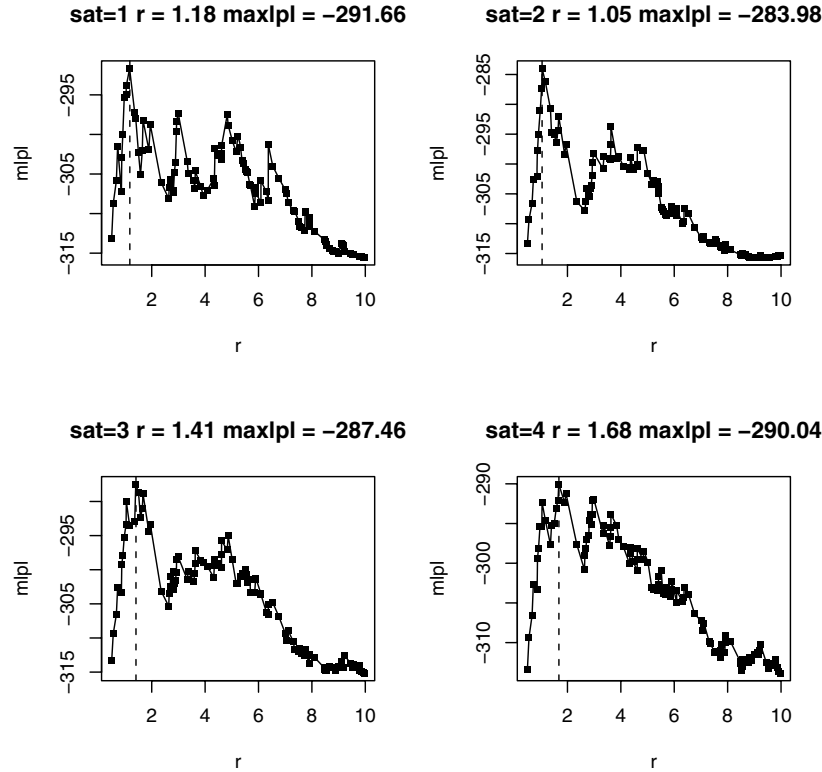 sat=1 r = 1.18 maxlpl = −291.66
mlpl
−295
−305
−315
2 4 6 8 10
r
sat=2 r = 1.05 maxlpl = −283.98
mlpl
−285
−295
−305
−315
2 4 6 8 10
r
sat=3 r = 1.41 maxlpl = −287.46
mlpl
−295
−305
−315
2 4 6 8 10
r
sat=4 r = 1.68 maxlpl = −290.04
mlpl
−290
−300
−310
2 4 6 8 10
r